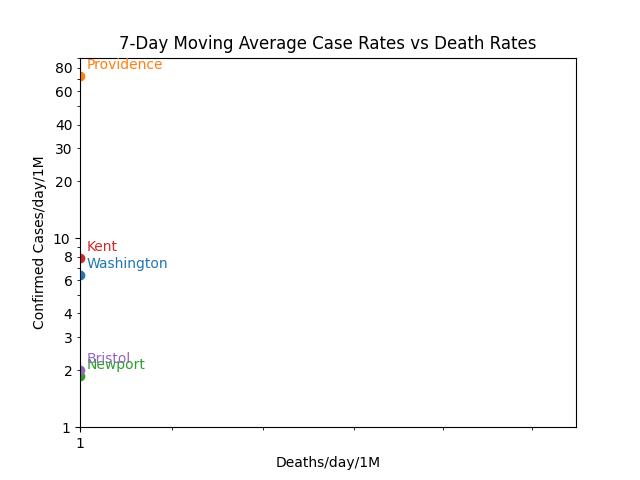 7-Day Moving Average Case Rates vs Death Rates
Providence
80
60
40
30
20
10
8
6
4
3
2
1
Kent
Washington
Bristol
Newport
Confirmed Cases/day/1M
1
Deaths/day/1M